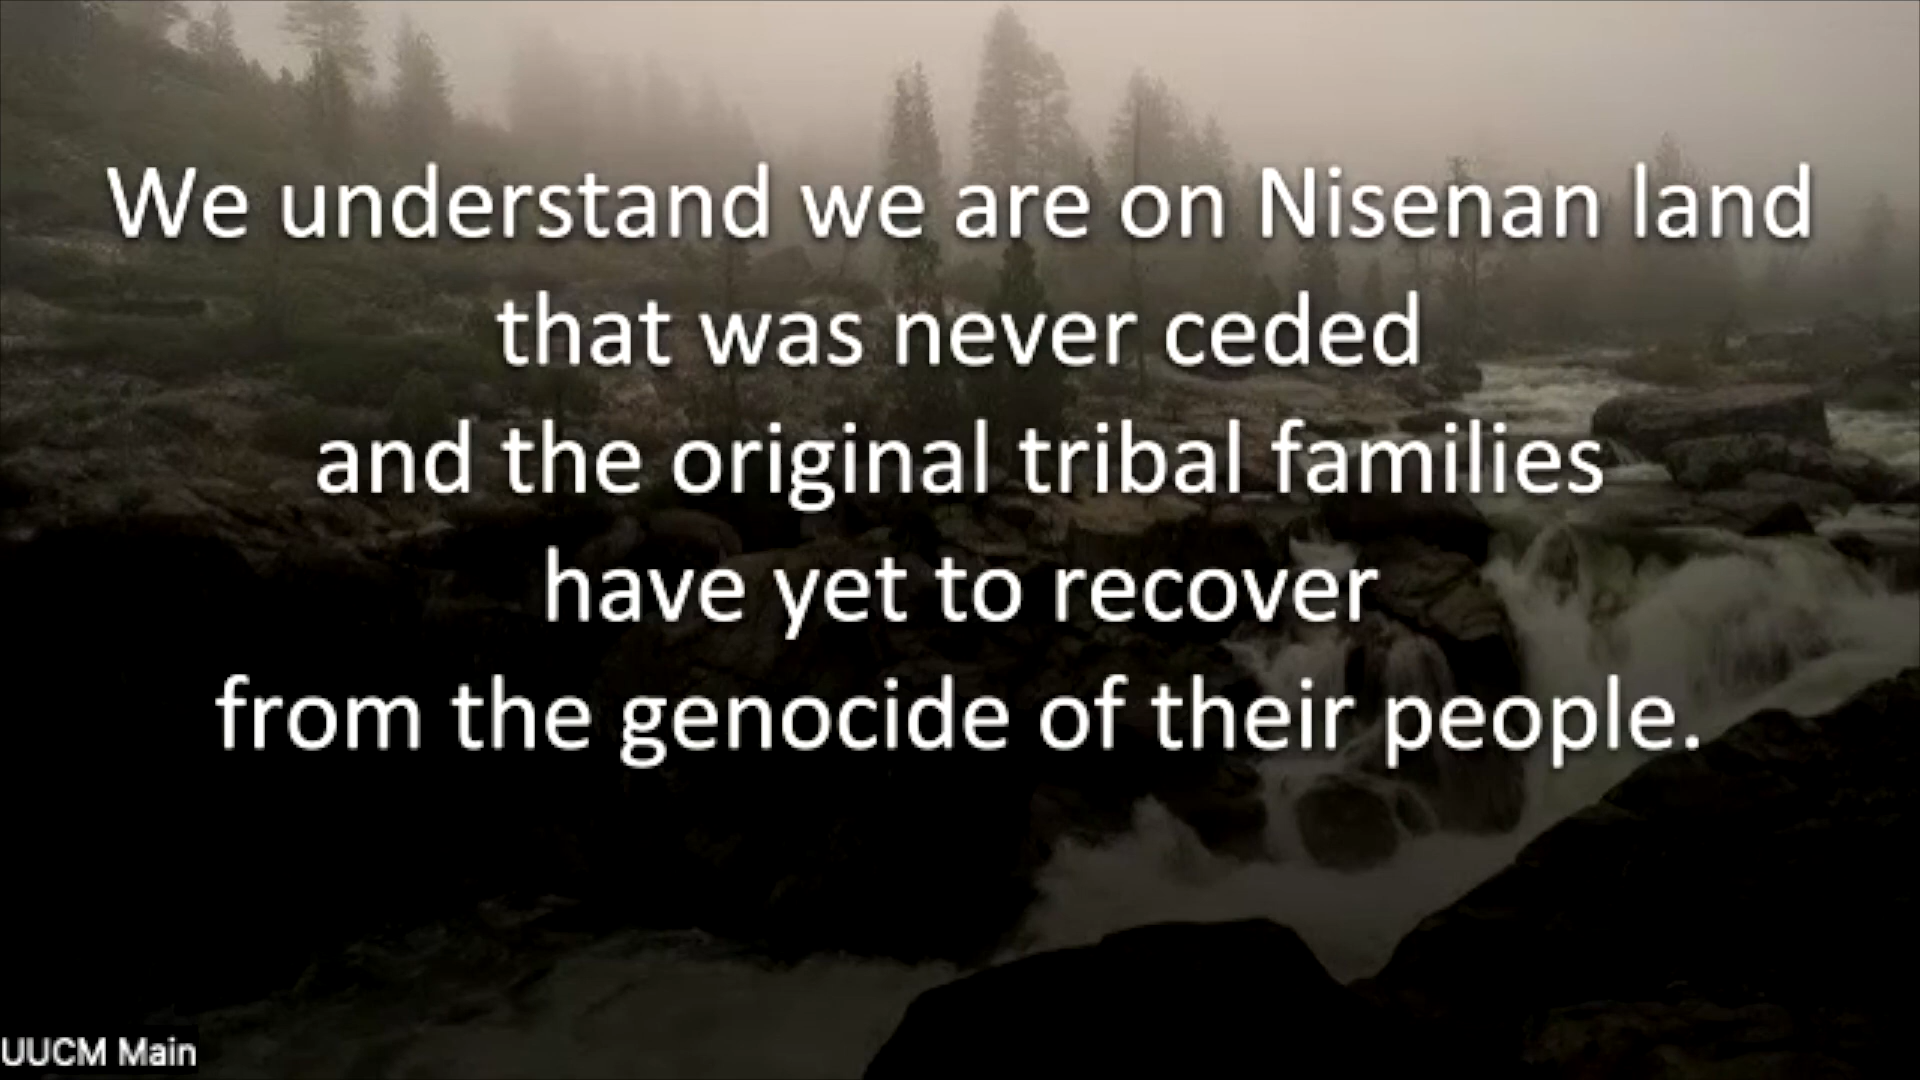 We understand we are on Nisenan land
that was never ceded
and the original tribal families
have yet to recover
from the genocide of their people.
UUCM Main